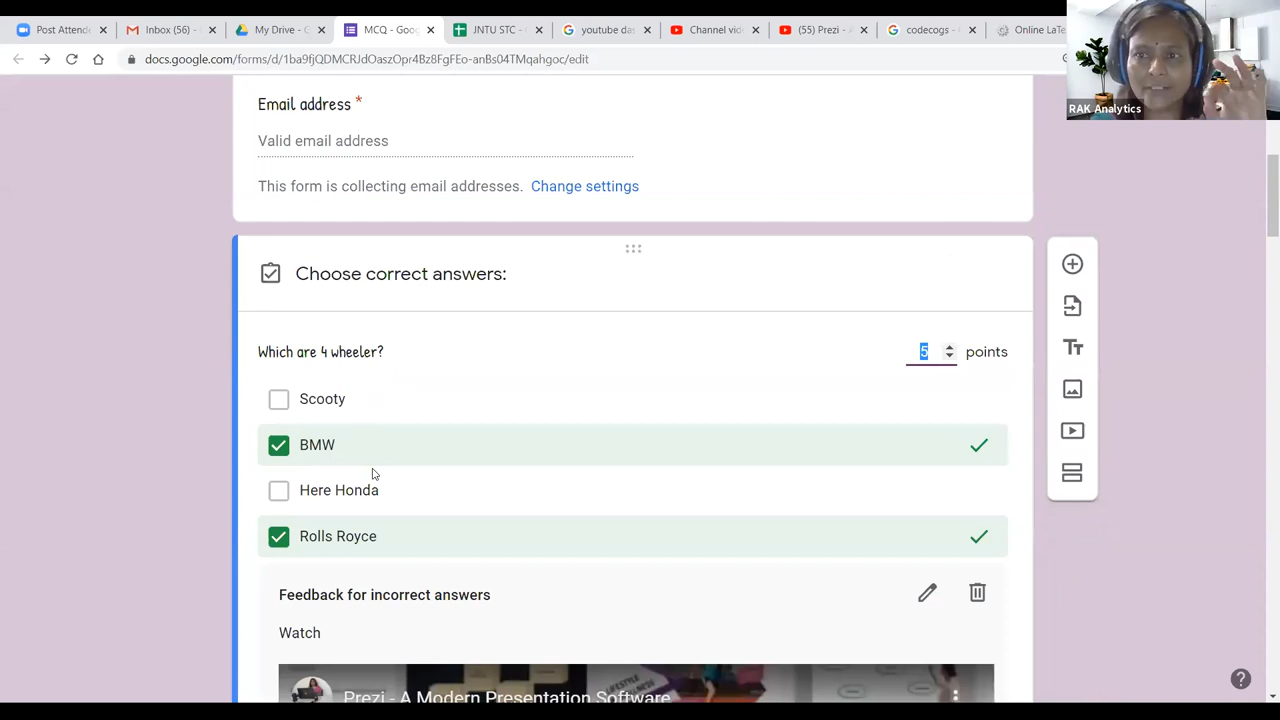 Post Attend
Inbox (56) -
My Drive - G
MCQ - Goo
JNTU STC -
youtube das
Channel vide
(55) Prezi - A
codecogs -
Online LaTe
docs.google.com/forms/d/1ba9fjQDMCRJdOaszOpr4Bz8FgFEo-anBs04TMqahgoc/edit
RAK Analytics
Email address *
Valid email address
This form is collecting email addresses. Change settings
Choose correct answers:
Which are 4 wheeler?
5 points
Scooty
BMW
Here Honda
Rolls Royce
Feedback for incorrect answers
Watch
Prezi - A Modern Presentation Software